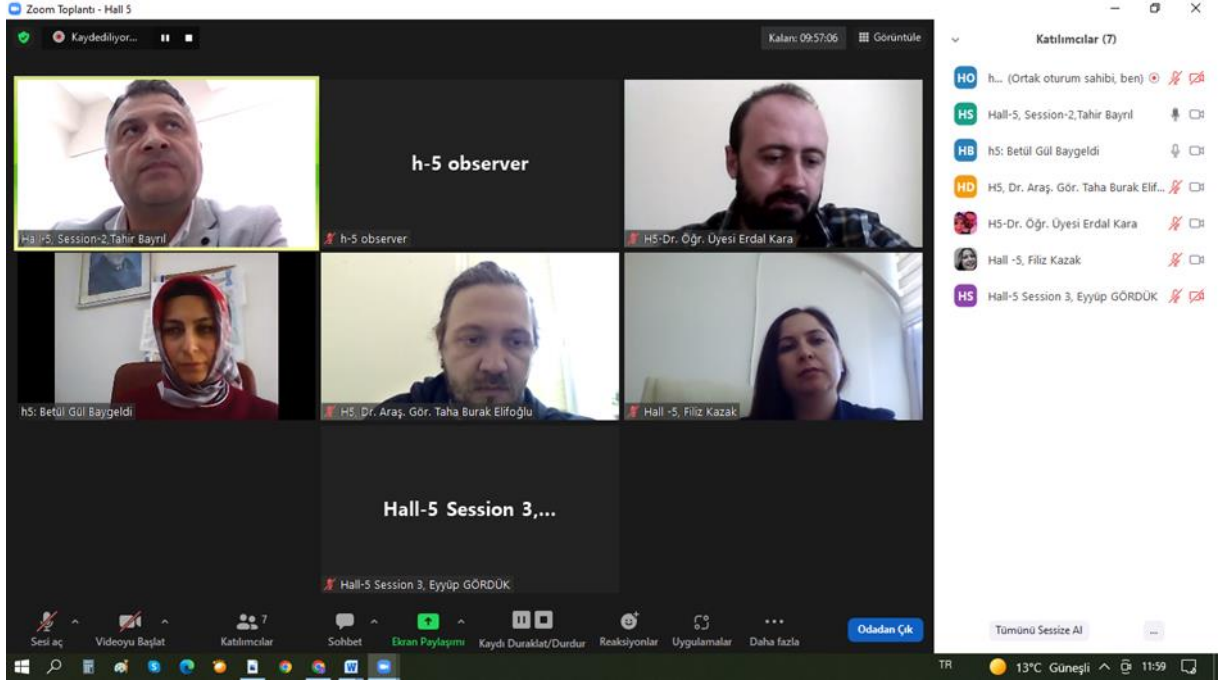 Zoom Toplantı - Hall 5
Kaydediliyor...
Kalan: 09:57:06
Görüntüle
Hall-5, Session-2,Tahir Bayrıl
h-5 observer
h-5 observer
H5-Dr. Öğr. Üyesi Erdal Kara
h5: Betül Gül Baygeldi
H5, Dr. Araş. Gör. Taha Burak Elifoğlu
Hall -5, Filiz Kazak
Hall-5 Session 3,...
Hall-5 Session 3, Eyyüp GÖRDÜK
Sesi aç
Videoyu Başlat
7
Katılımcılar
Sohbet
Ekran Paylaşımı
Kaydı Duraklat/Durdur
Reaksiyonlar
Uygulamalar
Daha fazla
Odadan Çık
Katılımcılar (7)
HO h... (Ortak oturum sahibi, ben)
HS Hall-5, Session-2,Tahir Bayrıl
HB h5: Betül Gül Baygeldi
HD H5, Dr. Araş. Gör. Taha Burak Elif...
H5-Dr. Öğr. Üyesi Erdal Kara
Hall -5, Filiz Kazak
HS Hall-5 Session 3, Eyyüp GÖRDÜK
Tümünü Sessize Al
...
TR
13°C Güneşli
11:59